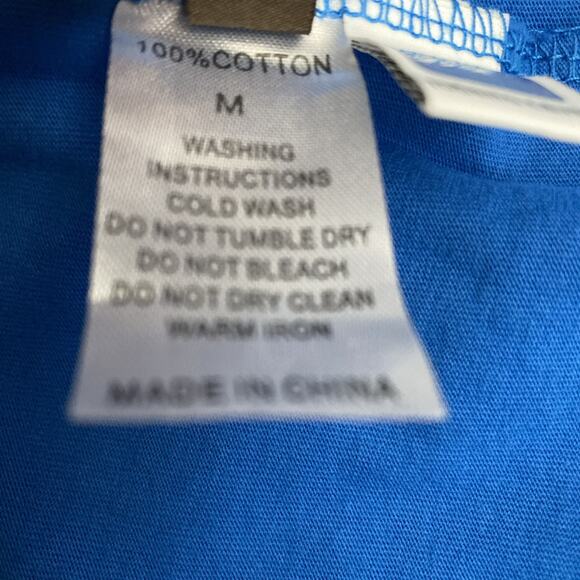 100%COTTON
M
WASHING
INSTRUCTIONS
COLD WASH
DO NOT TUMBLE DRY
DO NOT BLEACH
DO NOT DRY CLEAN
WARM IRON
MADE IN CHINA